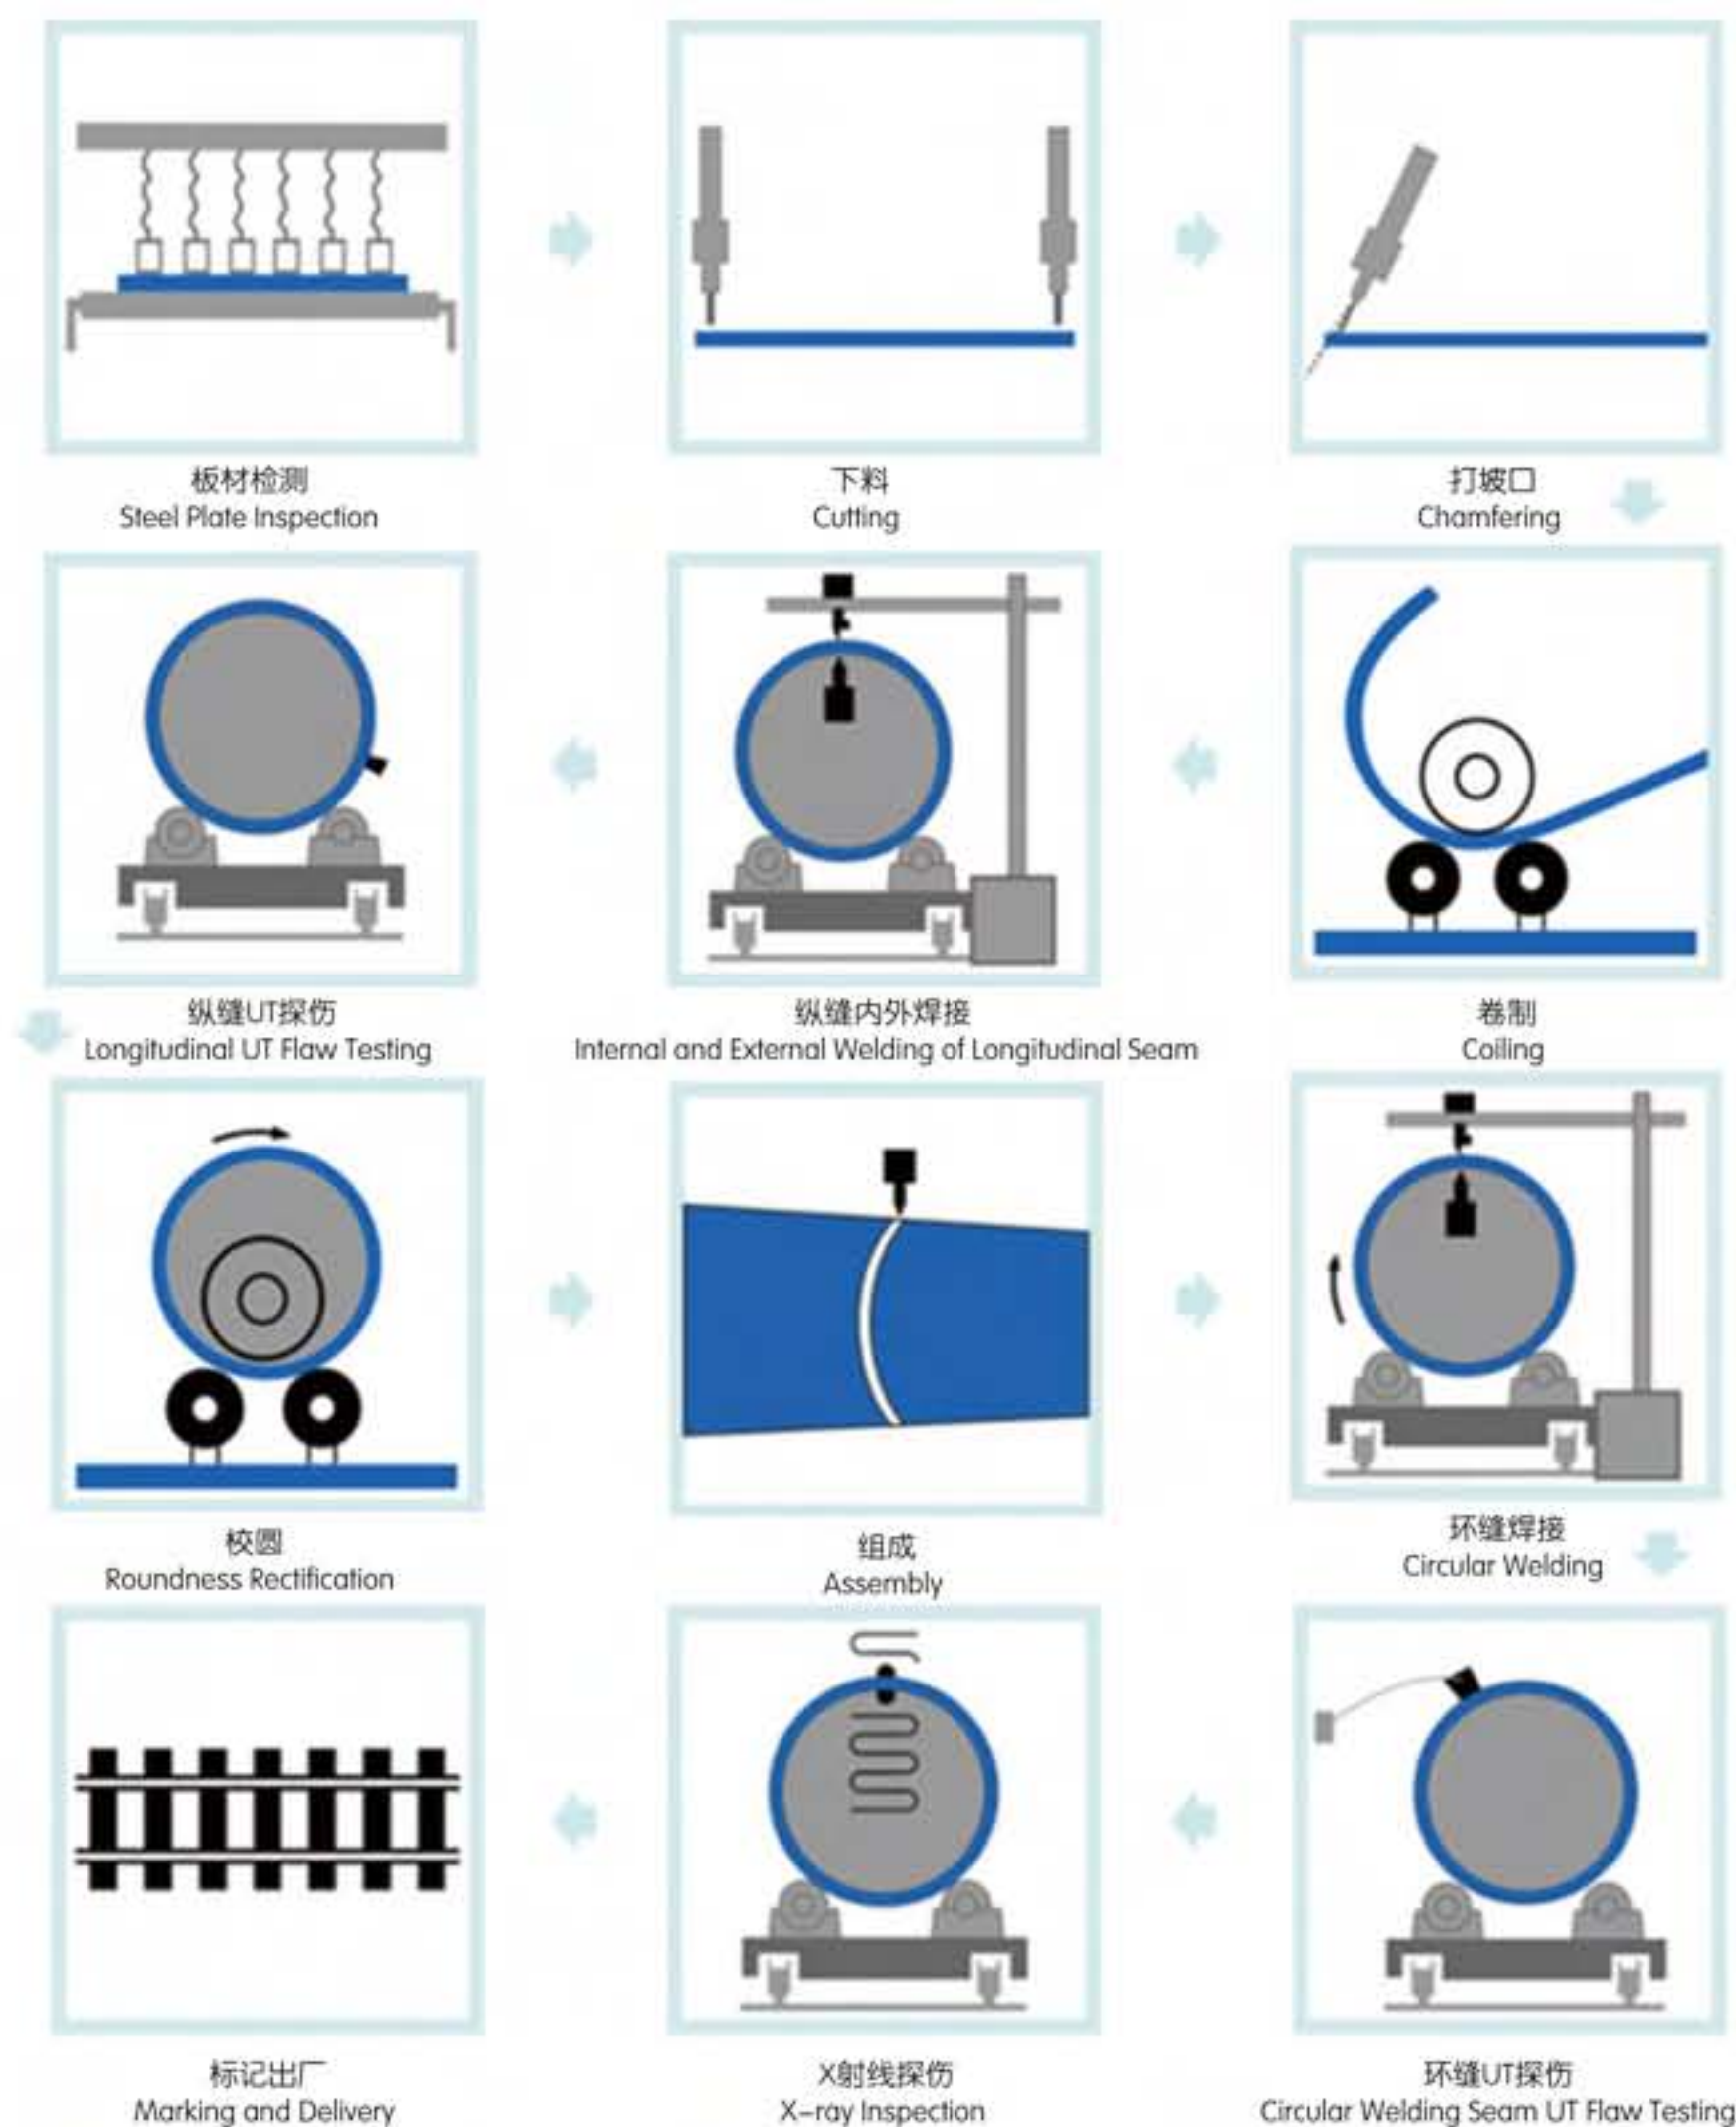 板材检测
Steel Plate Inspection
下料
Cutting
打坡口
Chamfering
纵缝UT探伤
Longitudinal UT Flaw Testing
纵缝内外焊接
Internal and External Welding of Longitudinal Seam
卷制
Coiling
校圆
Roundness Rectification
组成
Assembly
环缝焊接
Circular Welding
标记出厂
Marking and Delivery
X射线探伤
X-ray Inspection
环缝UT探伤
Circular Welding Seam UT Flaw Testing